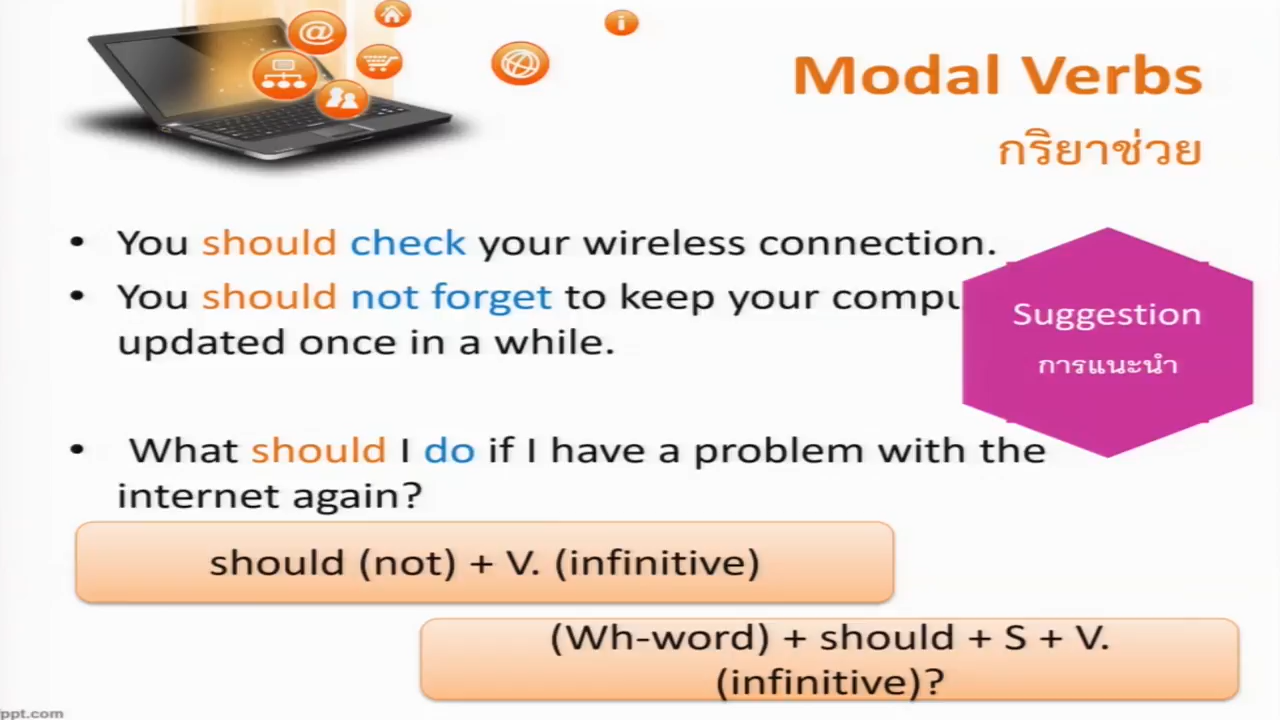 Modal Verbs
กริยาช่วย
• You should check your wireless connection.
• You should not forget to keep your compu
updated once in a while.
Suggestion
การแนะนำ
• What should I do if I have a problem with the
internet again?
should (not) + V. (infinitive)
(Wh-word) + should + S + V.
(infinitive)?
ppt.com